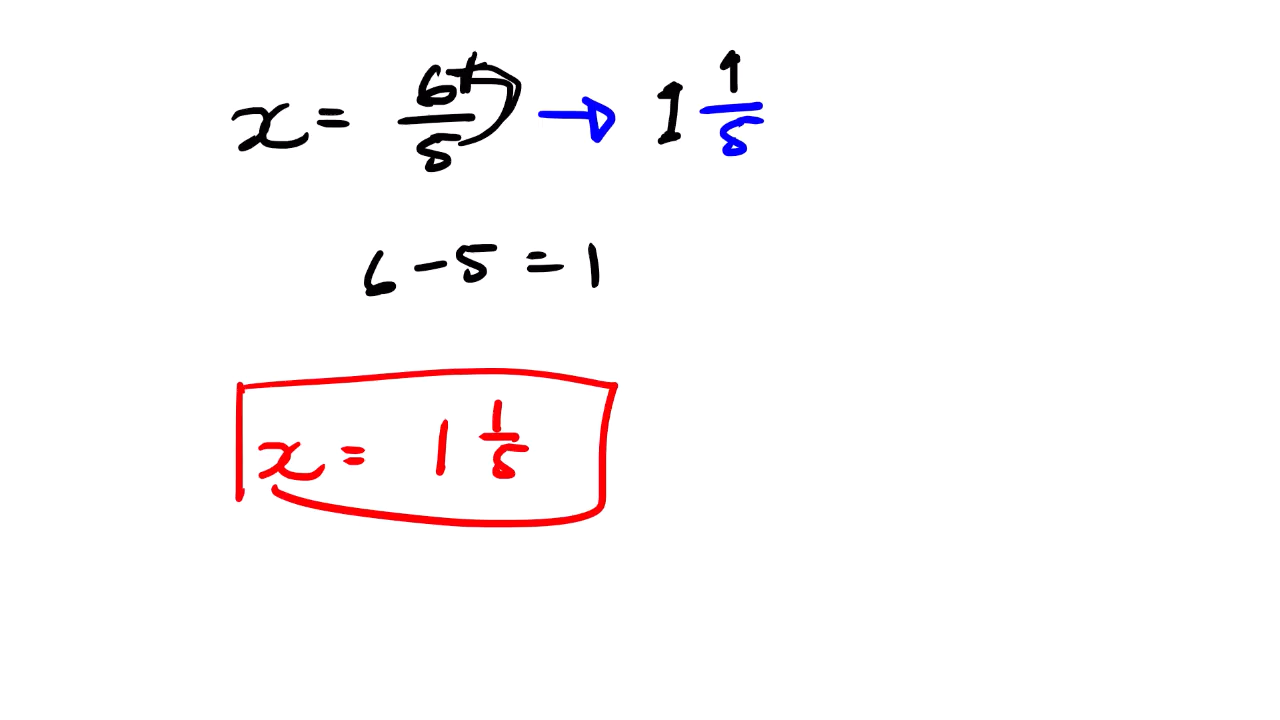 x = 6/5 → 1 1/5
6 - 5 = 1
x = 1 1/5